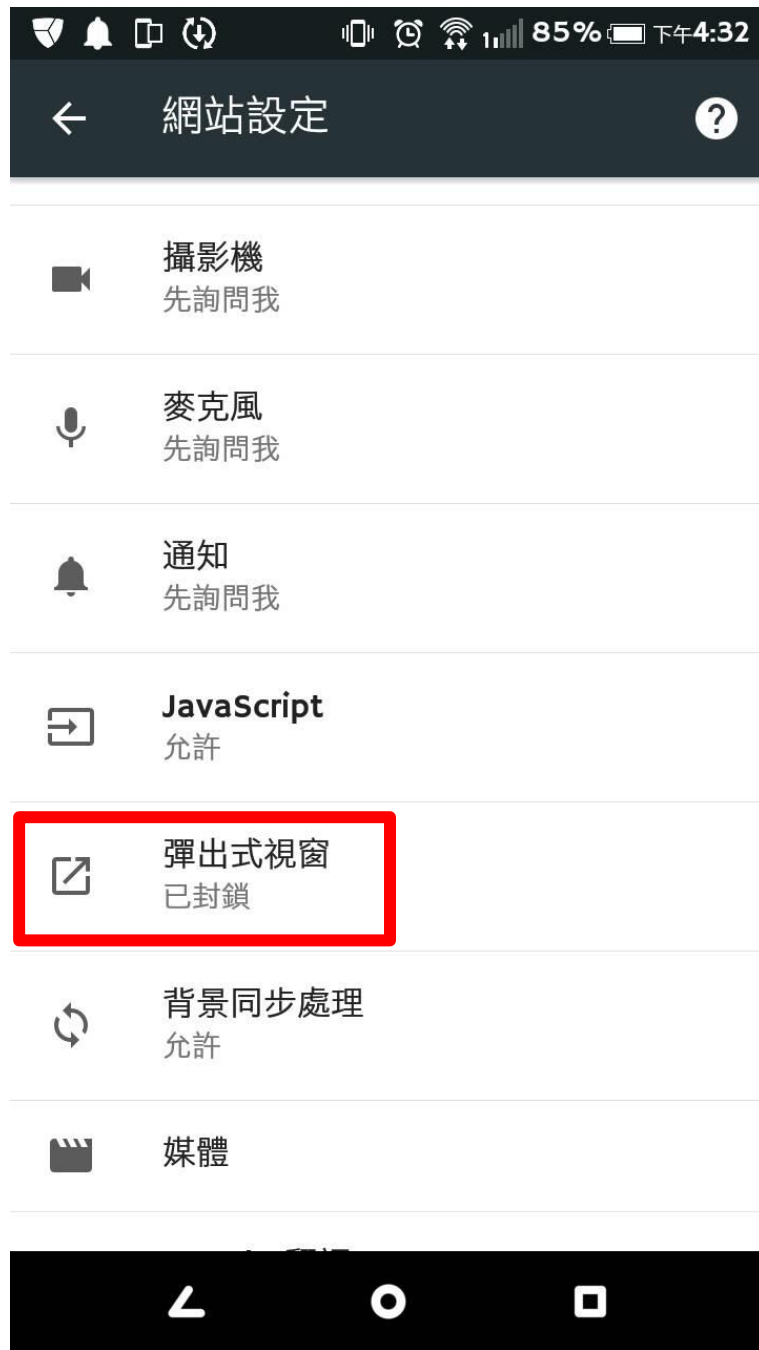 85% 下午4:32
網站設定
攝影機
先詢問我
麥克風
先詢問我
通知
先詢問我
JavaScript
允許
彈出式視窗
已封鎖
背景同步處理
允許
媒體